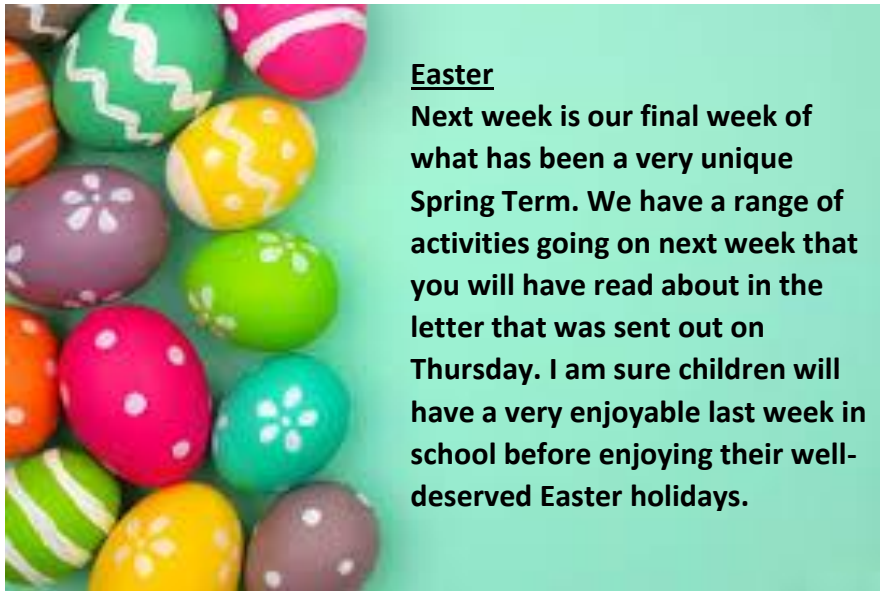 Easter
Next week is our final week of
what has been a very unique
Spring Term. We have a range of
activities going on next week that
you will have read about in the
letter that was sent out on
Thursday. I am sure children will
have a very enjoyable last week in
school before enjoying their well-
deserved Easter holidays.